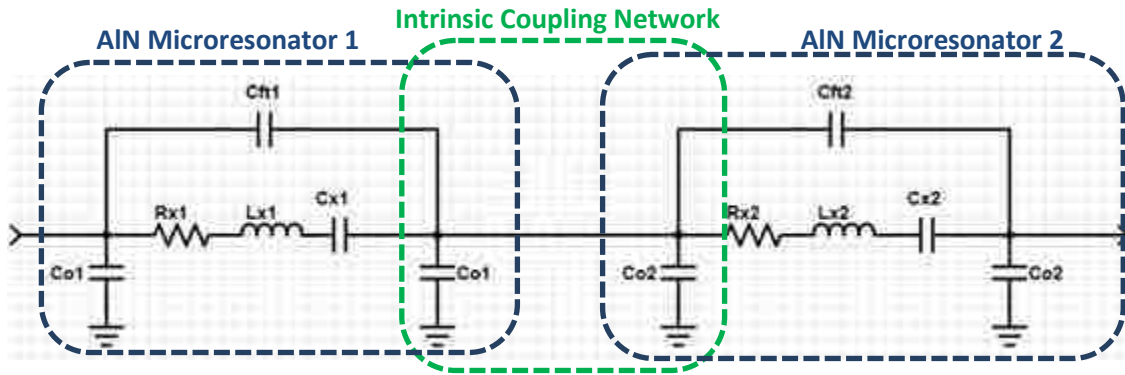 Intrinsic Coupling Network
AlN Microresonator 1
AlN Microresonator 2
Cft1
Cft2
Rx1
Lx1
Cx1
Rx2
Lx2
Cx2
Co1
Co1
Co2
Co2